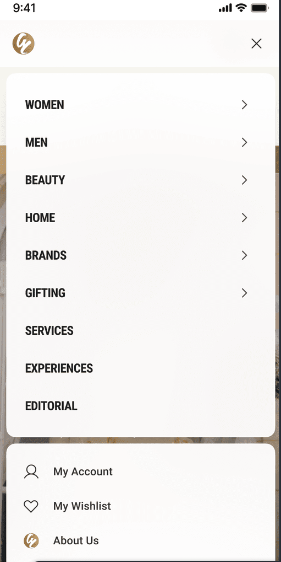 9:41
WOMEN
MEN
BEAUTY
HOME
BRANDS
GIFTING
SERVICES
EXPERIENCES
EDITORIAL
My Account
My Wishlist
About Us